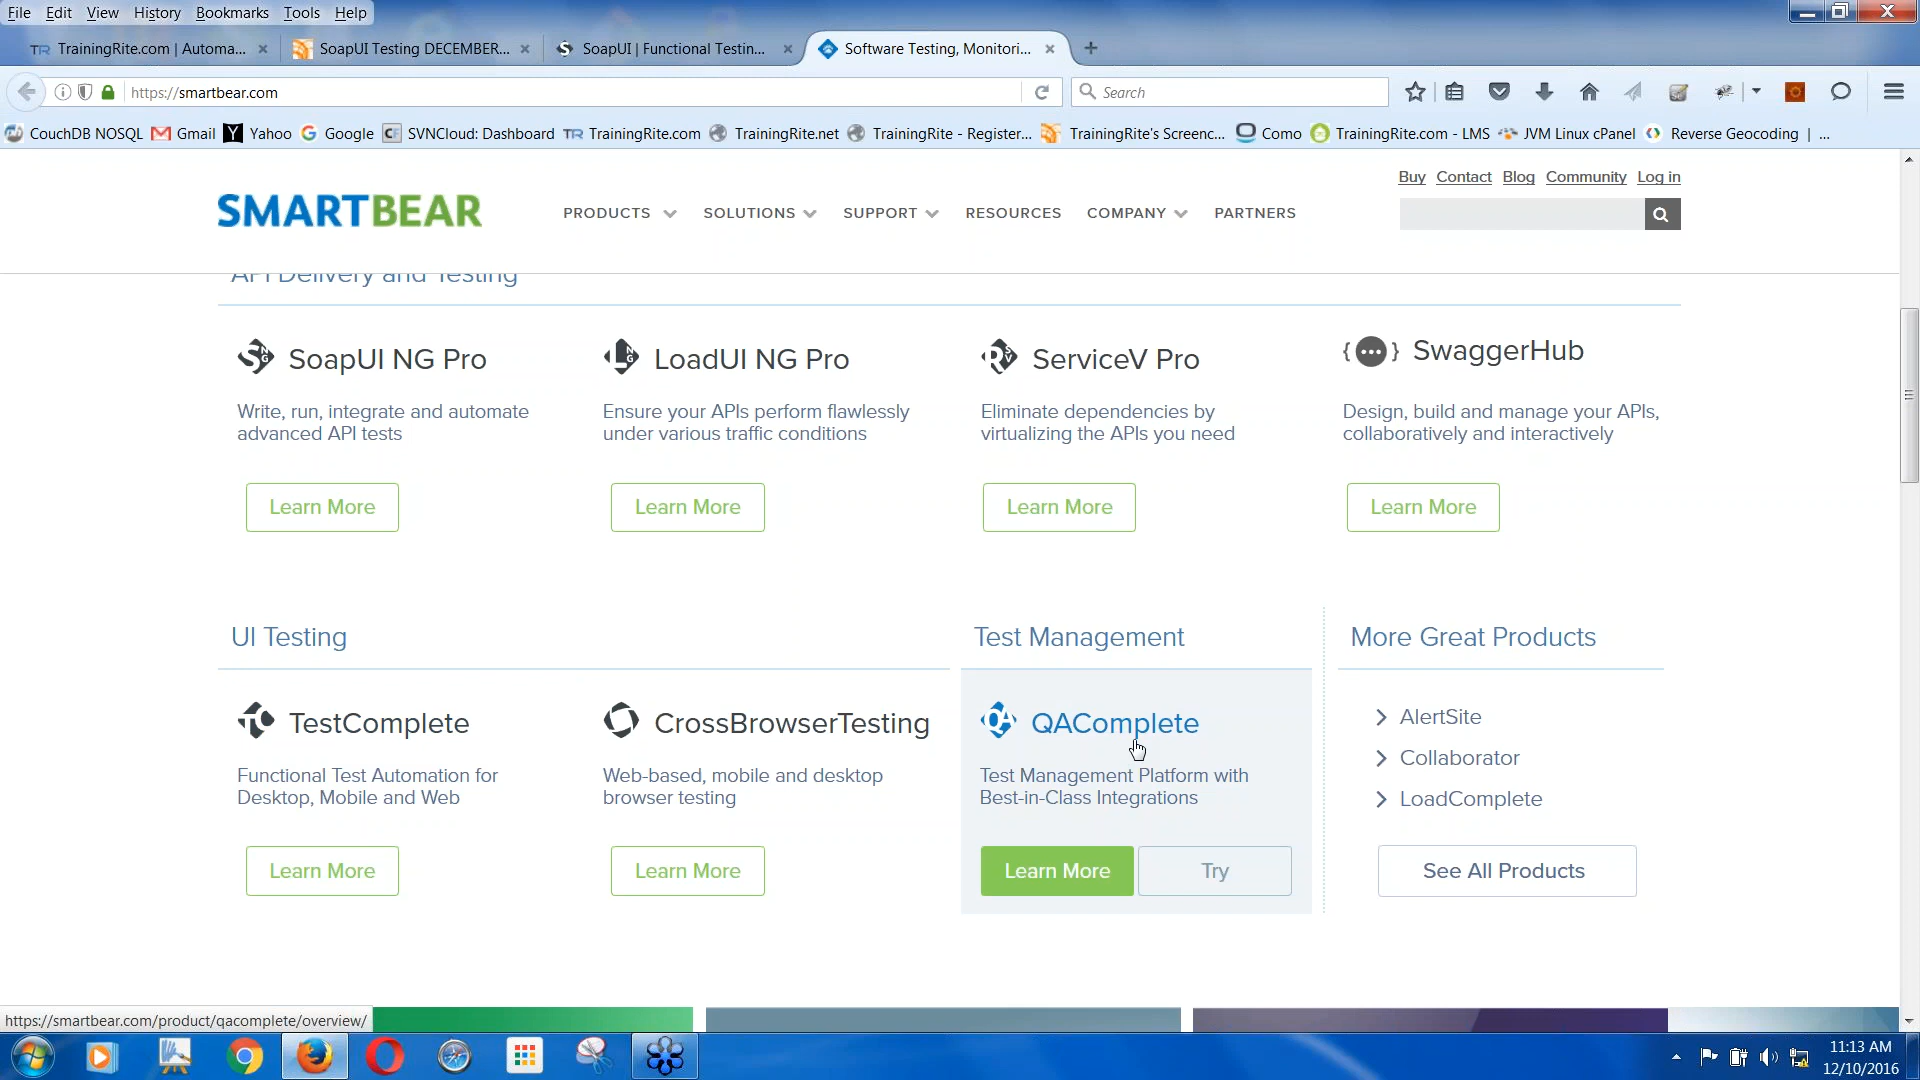 File Edit View History Bookmarks Tools Help
TrainingRite.com | Automa... SoapUI Testing DECEMBER... SoapUI | Functional Testin... Software Testing, Monitori...
https://smartbear.com Search
CouchDB NOSQL Gmail Yahoo Google SVNCloud: Dashboard TrainingRite.com TrainingRite.net TrainingRite - Register... TrainingRite's Screenc... Como TrainingRite.com - LMS JVM Linux cPanel Reverse Geocoding | ...
Buy Contact Blog Community Log in
SMARTBEAR PRODUCTS SOLUTIONS SUPPORT RESOURCES COMPANY PARTNERS
API Delivery and Testing
SoapUI NG Pro LoadUI NG Pro ServiceV Pro SwaggerHub
Write, run, integrate and automate Ensure your APIs perform flawlessly Eliminate dependencies by Design, build and manage your APIs,
advanced API tests under various traffic conditions virtualizing the APIs you need collaboratively and interactively
Learn More Learn More Learn More Learn More
UI Testing Test Management More Great Products
TestComplete CrossBrowserTesting QAComplete AlertSite
Functional Test Automation for Web-based, mobile and desktop Test Management Platform with Collaborator
Desktop, Mobile and Web browser testing Best-in-Class Integrations LoadComplete
Learn More Learn More Learn More Try See All Products
https://smartbear.com/product/qacomplete/overview/
11:13 AM
12/10/2016